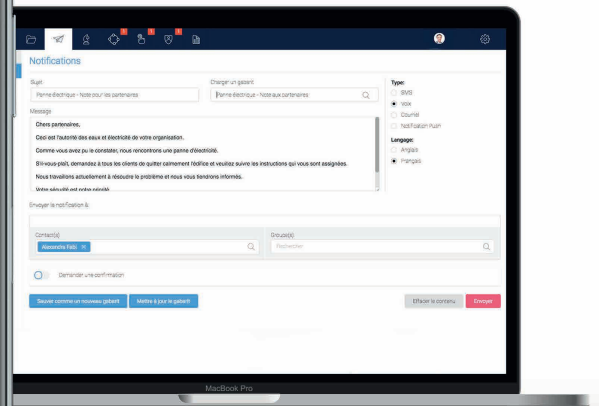 Notifications
Sujet
Charger un gabarit
Type:
Panne électrique - Note pour les partenaires
Panne électrique - Note aux partenaires
SMS
Voix
Courriel
Notification Push
Message
Chers partenaires,
Ceci est l'autorité des eaux et électricité de votre organisation.
Comme vous avez pu le constater, nous rencontrons une panne d'électricité.
S'il-vous-plaît, demandez à tous les clients de quitter calmement l'édifice et veuillez suivre les instructions qui vous sont assignées.
Nous travaillons actuellement à résoudre le problème et nous vous tiendrons informés.
Votre sécurité est notre priorité
Langage:
Anglais
Français
Envoyer la notification à:
Contact(s)
Groupe(s)
Alexandra Fabi
Rechercher
Demander une confirmation
Sauver comme un nouveau gabarit
Mettre à jour le gabarit
Effacer le contenu
Envoyer
MacBook Pro